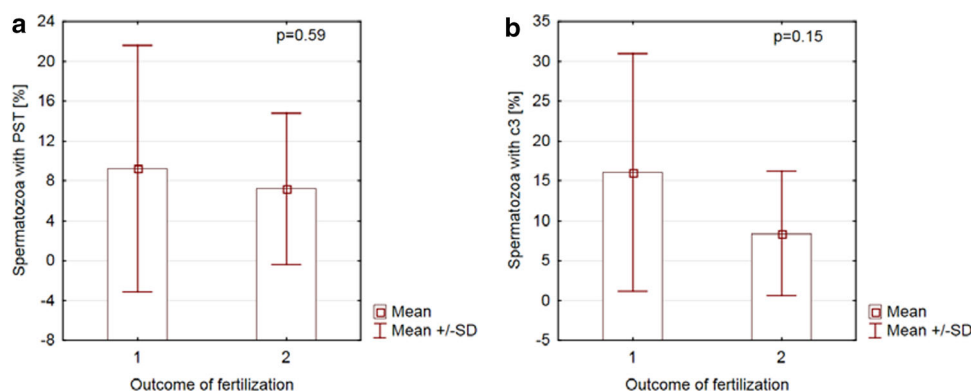 a
p=0.59
Spermatozoa with PST [%]
24
20
16
12
8
4
0
-4
-8
1
2
Outcome of fertilization
Mean
Mean +/-SD
b
p=0.15
Spermatozoa with c3 [%]
35
30
25
20
15
10
5
0
-5
1
2
Outcome of fertilization
Mean
Mean +/-SD